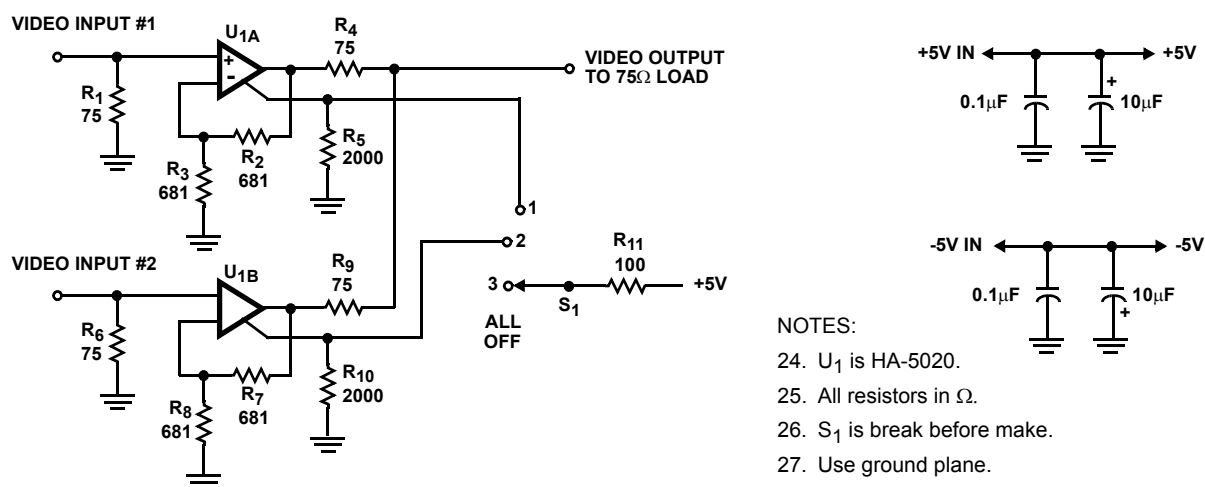 VIDEO INPUT #1
U1A
+
-
R4
75
VIDEO OUTPUT
TO 75Ω LOAD
R1
75
R2
681
R3
681
R5
2000
1
2
3
ALL
OFF
S1
R11
100
+5V
VIDEO INPUT #2
U1B
R9
75
R6
75
R7
681
R8
681
R10
2000
+5V IN
+5V
0.1μF
+
10μF
-5V IN
-5V
0.1μF
10μF
+
NOTES:
24. U1 is HA-5020.
25. All resistors in Ω.
26. S1 is break before make.
27. Use ground plane.